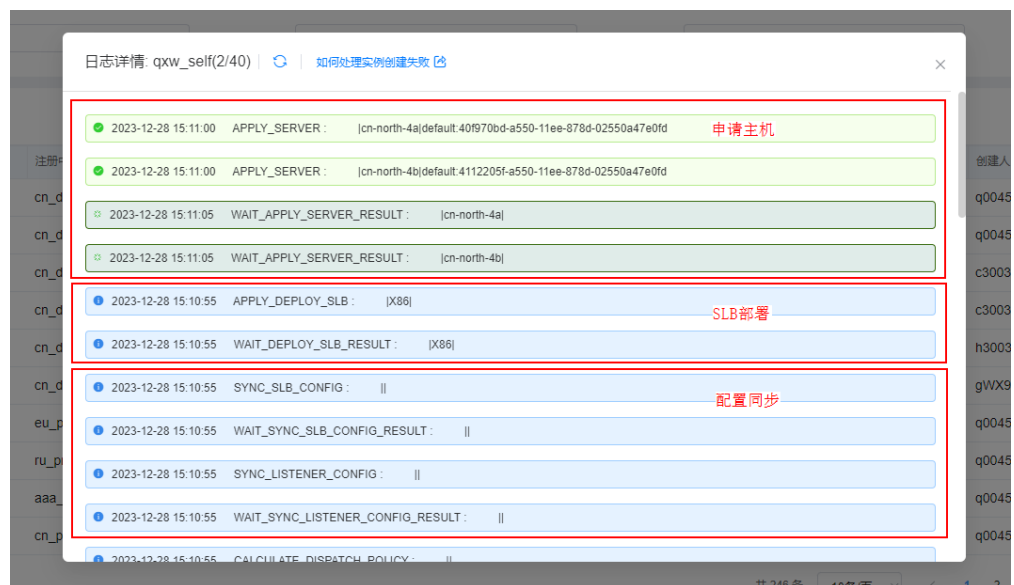 日志详情: qxw_self(2/40)
如何处理实例创建失败
2023-12-28 15:11:00 APPLY_SERVER : |cn-north-4a|default:40f970bd-a550-11ee-878d-02550a47e0fd
申请主机
2023-12-28 15:11:00 APPLY_SERVER : |cn-north-4b|default:4112205f-a550-11ee-878d-02550a47e0fd
注册
创建人
cn_d
q0045
2023-12-28 15:11:05 WAIT_APPLY_SERVER_RESULT : |cn-north-4a|
cn_d
q0045
2023-12-28 15:11:05 WAIT_APPLY_SERVER_RESULT : |cn-north-4b|
cn_d
c3003
2023-12-28 15:10:55 APPLY_DEPLOY_SLB : |X86|
cn_d
c3003
SLB部署
2023-12-28 15:10:55 WAIT_DEPLOY_SLB_RESULT : |X86|
cn_d
h3003
2023-12-28 15:10:55 SYNC_SLB_CONFIG : ||
cn_d
gWX9
配置同步
2023-12-28 15:10:55 WAIT_SYNC_SLB_CONFIG_RESULT : ||
eu_p
q0045
2023-12-28 15:10:55 SYNC_LISTENER_CONFIG : ||
ru_p
q0045
aaa_
q0045
2023-12-28 15:10:55 WAIT_SYNC_LISTENER_CONFIG_RESULT : ||
cn_p
q0045
2023-12-28 15:10:55 CALCULATE_DISPATCH_POLICY : ||